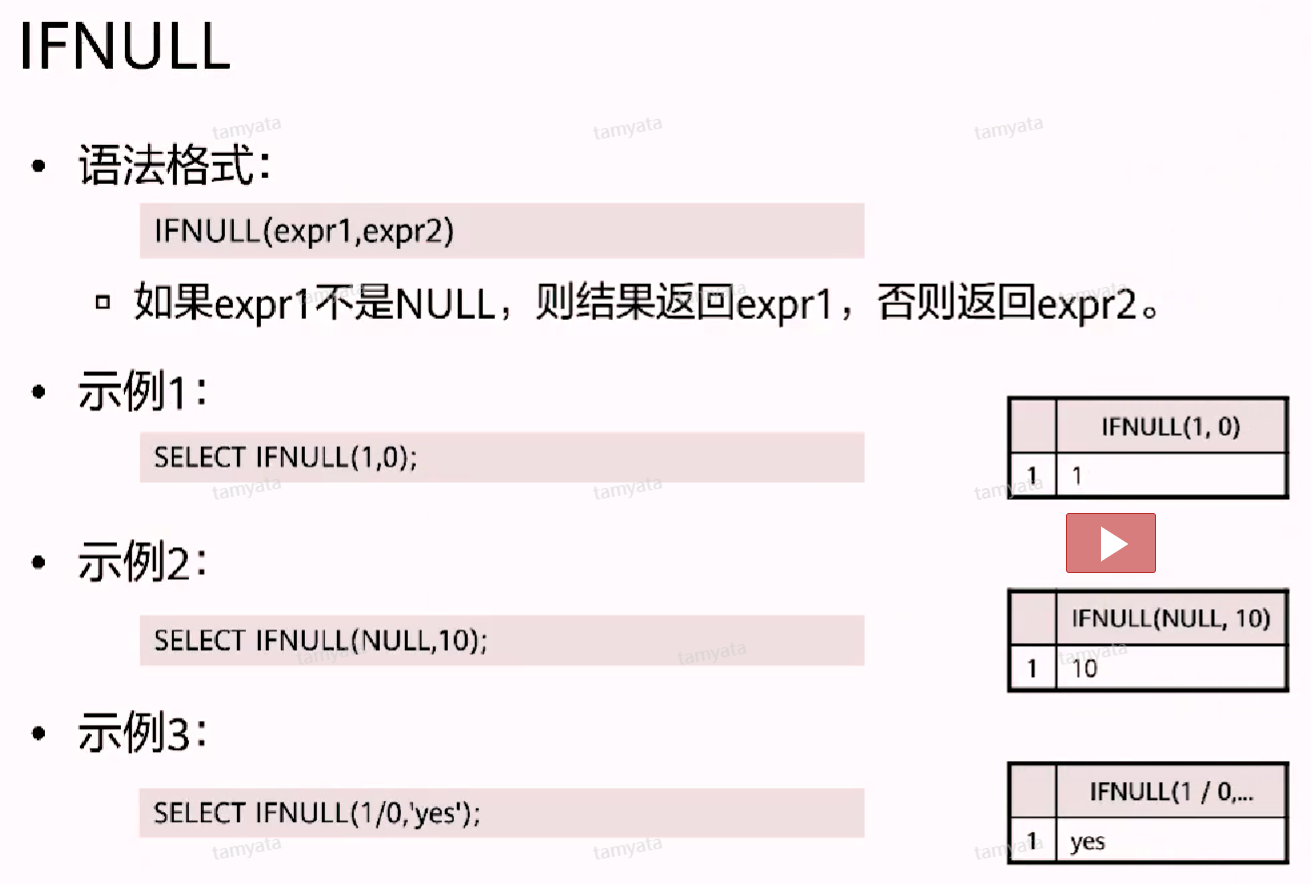 IFNULL
• 语法格式：
IFNULL(expr1,expr2)
▫ 如果expr1不是NULL，则结果返回expr1，否则返回expr2。
• 示例1：
SELECT IFNULL(1,0);
IFNULL(1, 0)
1 1
• 示例2：
SELECT IFNULL(NULL,10);
IFNULL(NULL, 10)
1 10
• 示例3：
SELECT IFNULL(1/0,'yes');
IFNULL(1 / 0,...
1 yes
tamyata tamyata tamyata
tamyata tamyata tamyata
tamyata tamyata tamyata
tamyata tamyata tamyata
tamyata tamyata tamyata